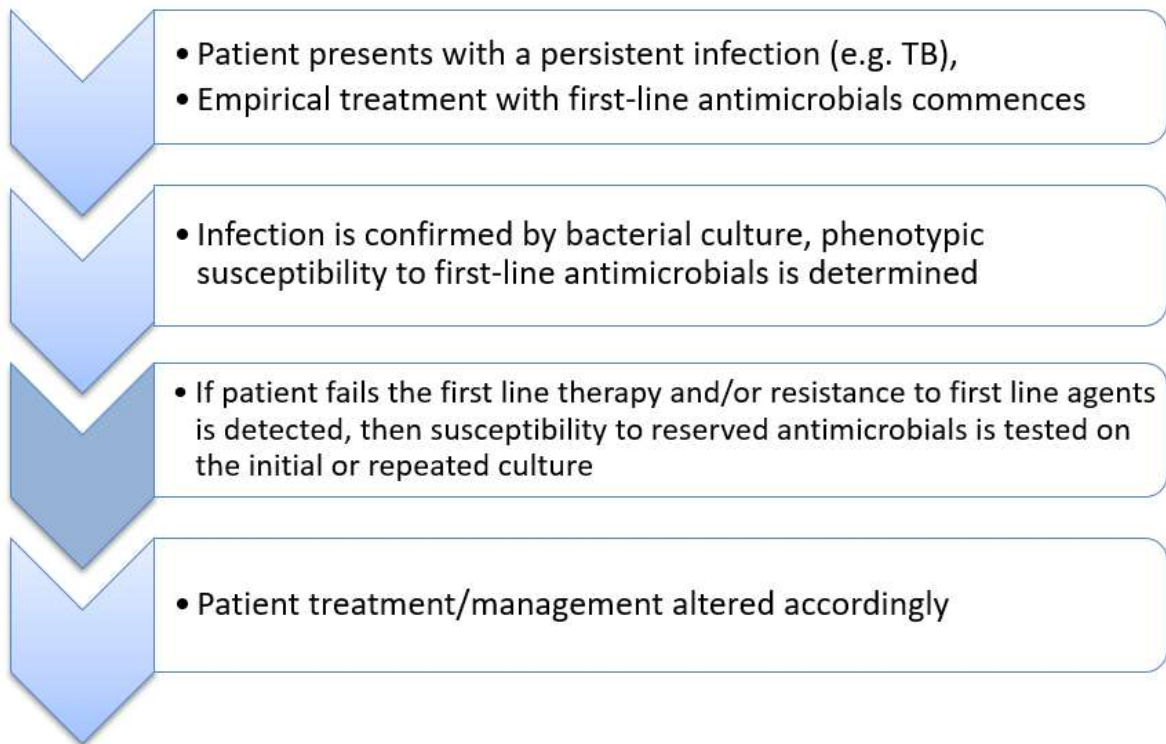 • Patient presents with a persistent infection (e.g. TB),
• Empirical treatment with first-line antimicrobials commences
• Infection is confirmed by bacterial culture, phenotypic
susceptibility to first-line antimicrobials is determined
• If patient fails the first line therapy and/or resistance to first line agents
is detected, then susceptibility to reserved antimicrobials is tested on
the initial or repeated culture
• Patient treatment/management altered accordingly